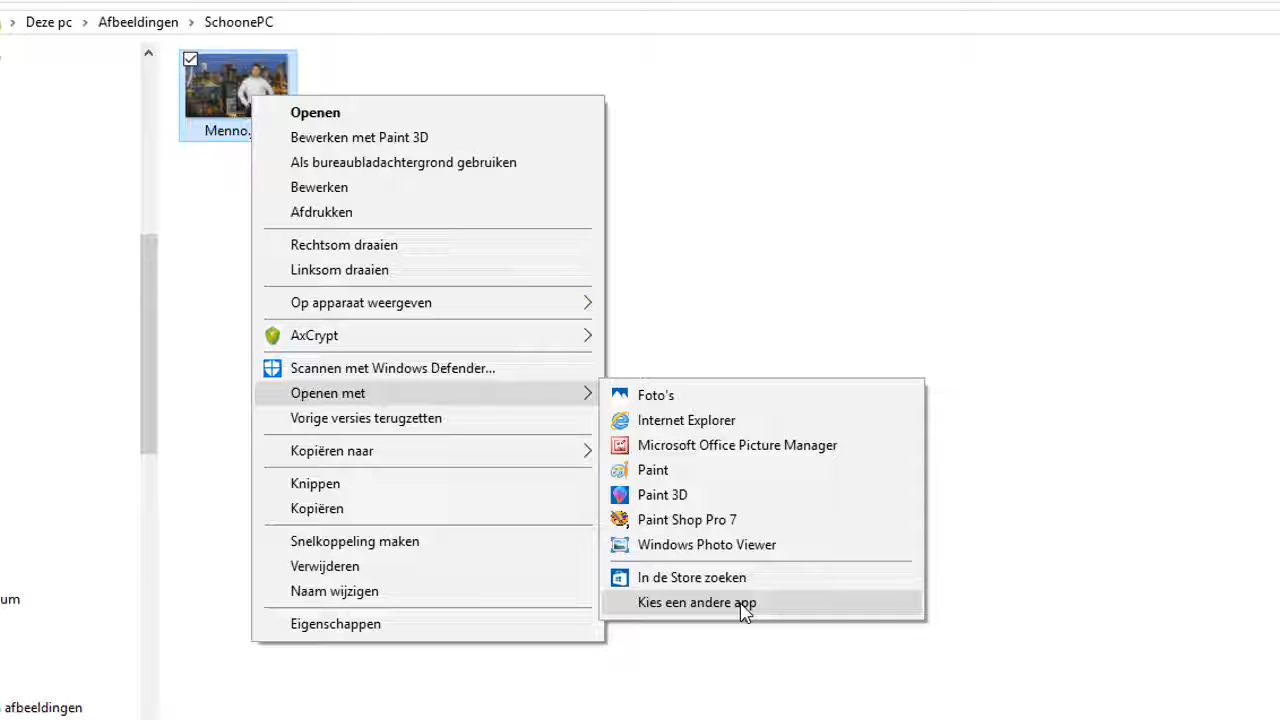 Deze pc > Afbeeldingen > SchoonePC
Menno.
Openen
Bewerken met Paint 3D
Als bureaubladachtergrond gebruiken
Bewerken
Afdrukken
Rechtsom draaien
Linksom draaien
Op apparaat weergeven
AxCrypt
Scannen met Windows Defender...
Openen met
Vorige versies terugzetten
Kopiëren naar
Knippen
Kopiëren
Snelkoppeling maken
Verwijderen
Naam wijzigen
Eigenschappen
Foto's
Internet Explorer
Microsoft Office Picture Manager
Paint
Paint 3D
Paint Shop Pro 7
Windows Photo Viewer
In de Store zoeken
Kies een andere app
um
afbeeldingen